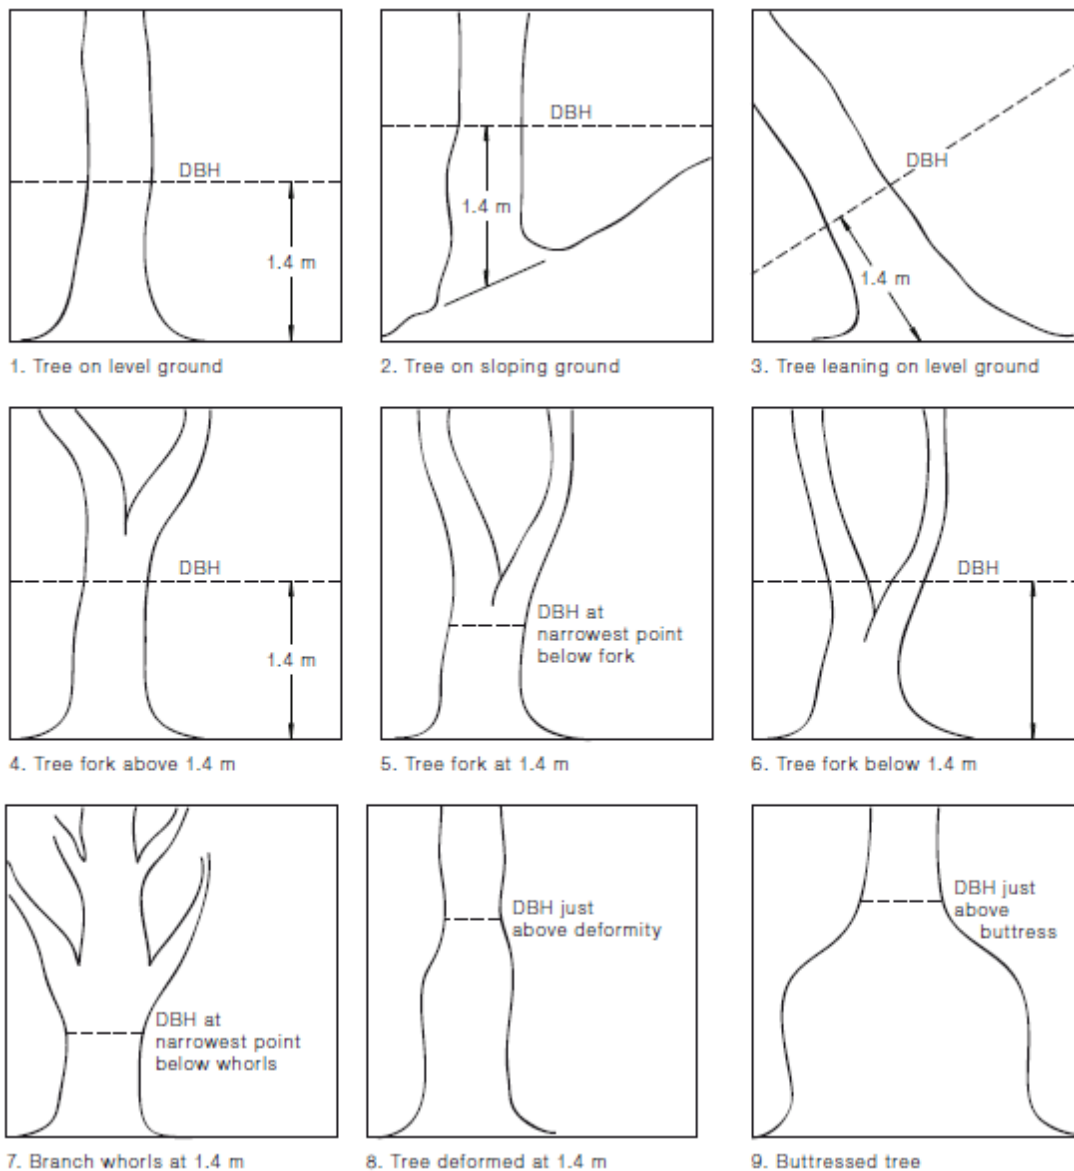 DBH
1.4 m
1. Tree on level ground
DBH
1.4 m
2. Tree on sloping ground
DBH
1.4 m
3. Tree leaning on level ground
DBH
1.4 m
4. Tree fork above 1.4 m
DBH at
narrowest point
below fork
5. Tree fork at 1.4 m
DBH
6. Tree fork below 1.4 m
DBH at
narrowest point
below whorls
7. Branch whorls at 1.4 m
DBH just
above deformity
8. Tree deformed at 1.4 m
DBH just
above
buttress
9. Buttressed tree